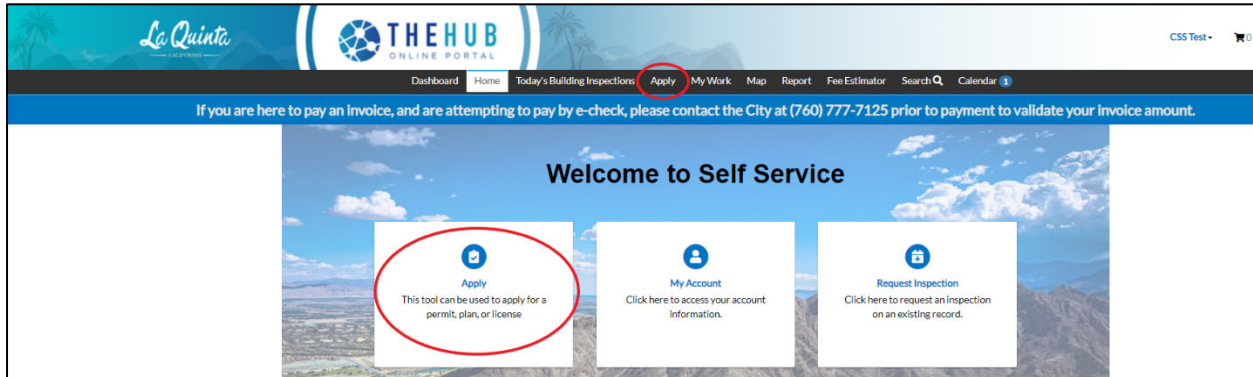 La Quinta
CALIFORNIA
THEHUB
ONLINE PORTAL
CSS Test
0
Dashboard Home Today's Building Inspections Apply My Work Map Report Fee Estimator Search Calendar 1
If you are here to pay an invoice, and are attempting to pay by e-check, please contact the City at (760) 777-7125 prior to payment to validate your invoice amount.
Welcome to Self Service
Apply
This tool can be used to apply for a
permit, plan, or license
My Account
Click here to access your account
information.
Request Inspection
Click here to request an inspection
on an existing record.